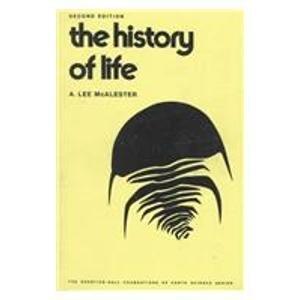 SECOND EDITION
the history
of life
A. LEE McALESTER
THE PRENTICE-HALL FOUNDATIONS OF EARTH SCIENCE SERIES